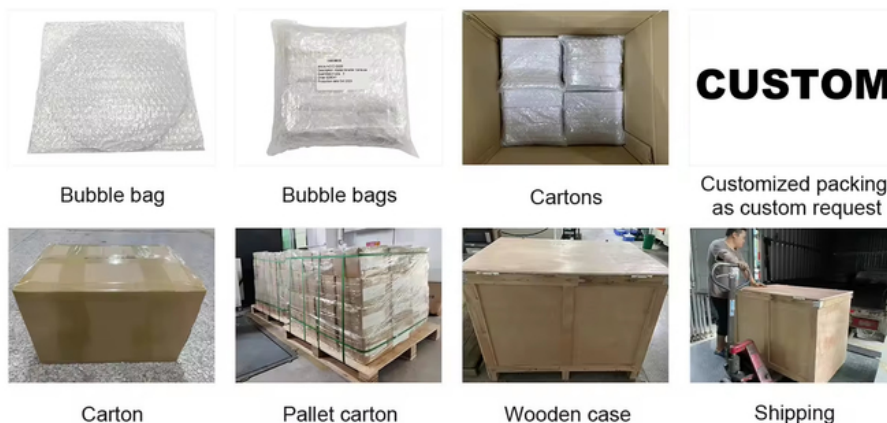 CUSTOM
Bubble bag
Bubble bags
Cartons
Customized packing
as custom request
Carton
Pallet carton
Wooden case
Shipping